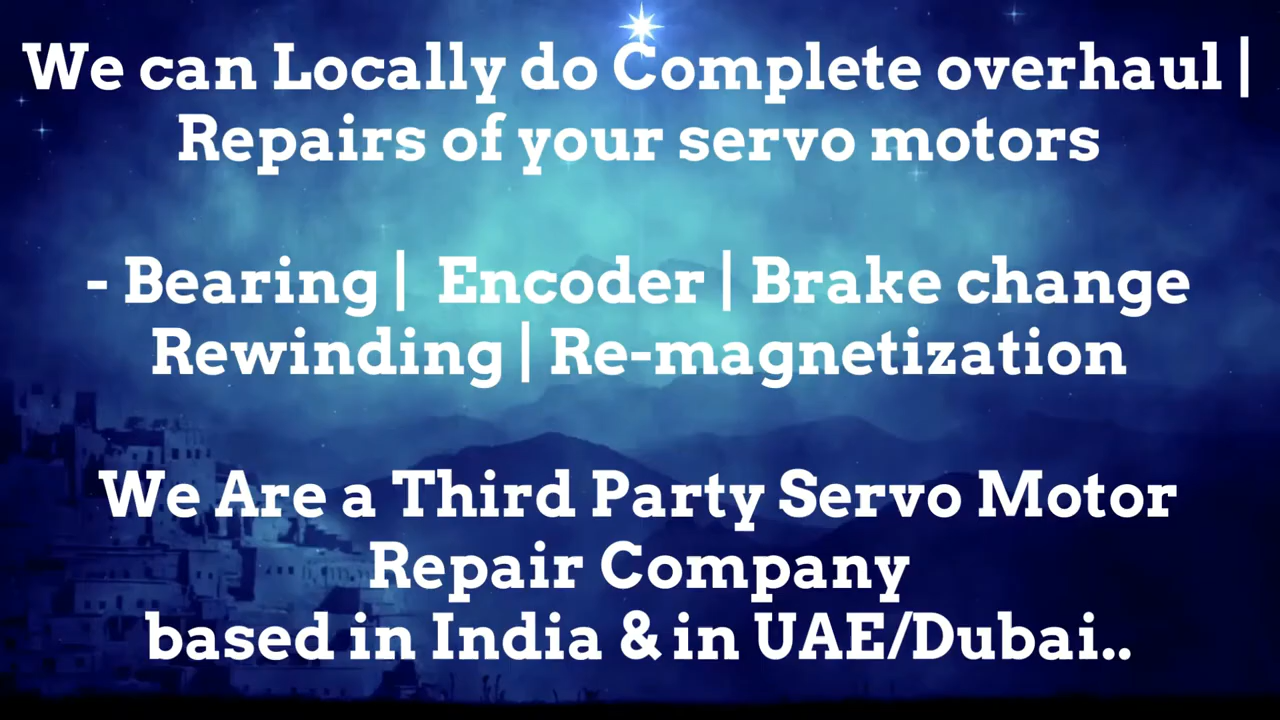 We can Locally do Complete overhaul |
Repairs of your servo motors
- Bearing | Encoder | Brake change
Rewinding | Re-magnetization
We Are a Third Party Servo Motor
Repair Company
based in India & in UAE/Dubai..